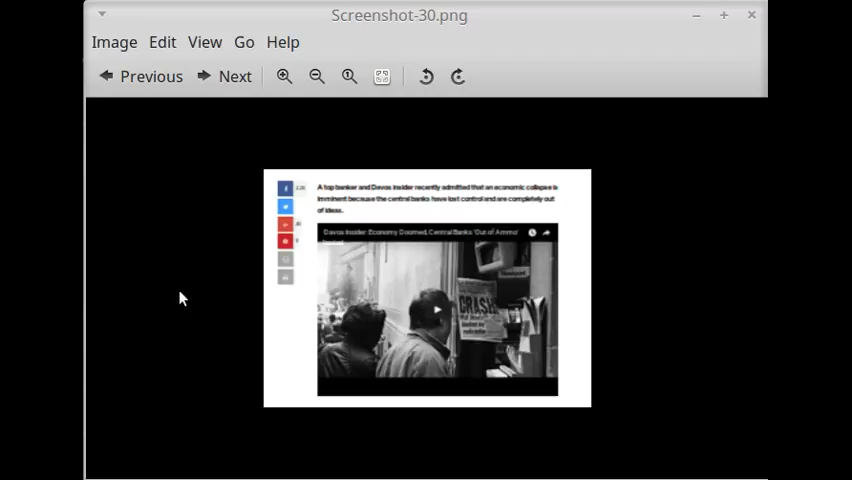 Screenshot-30.png
Image Edit View Go Help
Previous Next
A top banker and Davos insider recently admitted that an economic collapse is
imminent because the central banks have lost control and are completely out
of ideas.
Davos Insider: Economy Doomed, Central Banks 'Out of Ammo'
CRASH